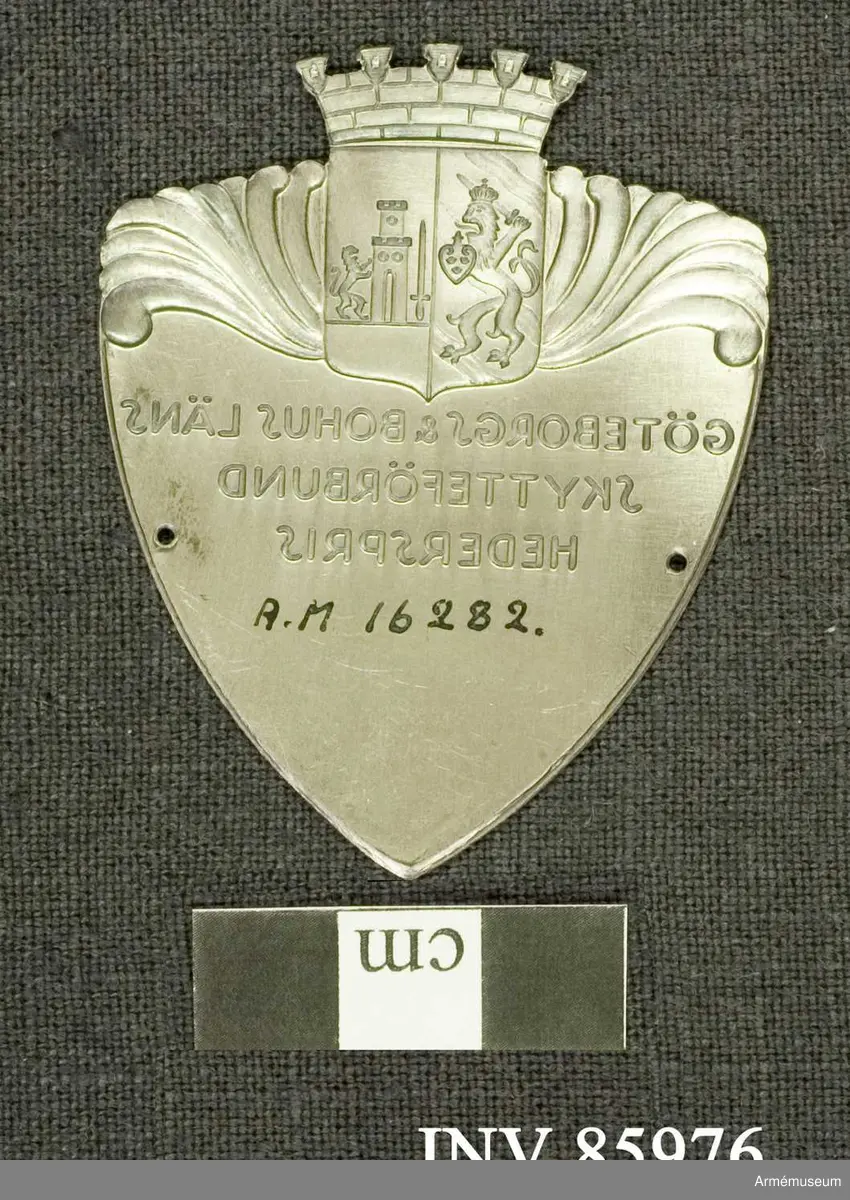 GÖTEBORGS & BOHUS LÄNS
SKYTTEFÖRBUND
HEDERSPRIS
A.M 16282.
cm
INV 85976
Armémuseum